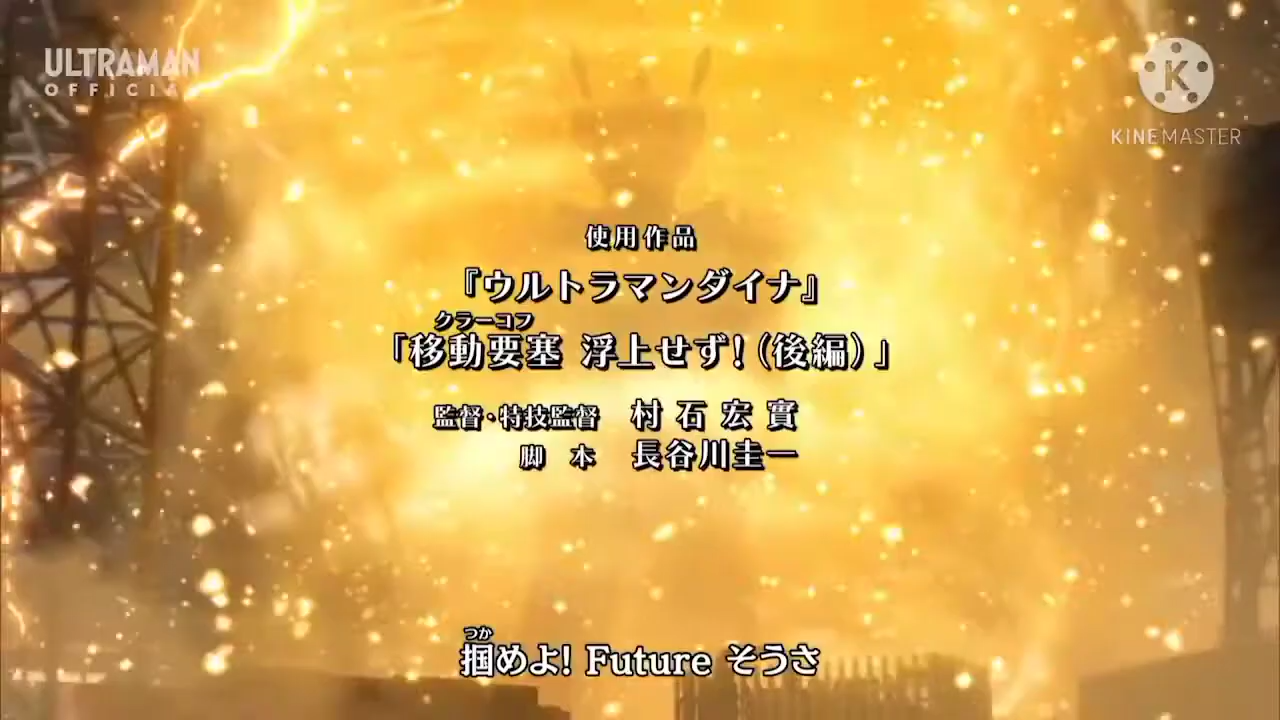 ULTRAMAN
OFFICIAL
K
KINEMASTER
使用作品
『ウルトラマンダイナ』
クラーコフ
「移動要塞 浮上せず!(後編)」
監督・特技監督 村石宏實
脚本 長谷川圭一
つか
掴めよ! Future そうさ